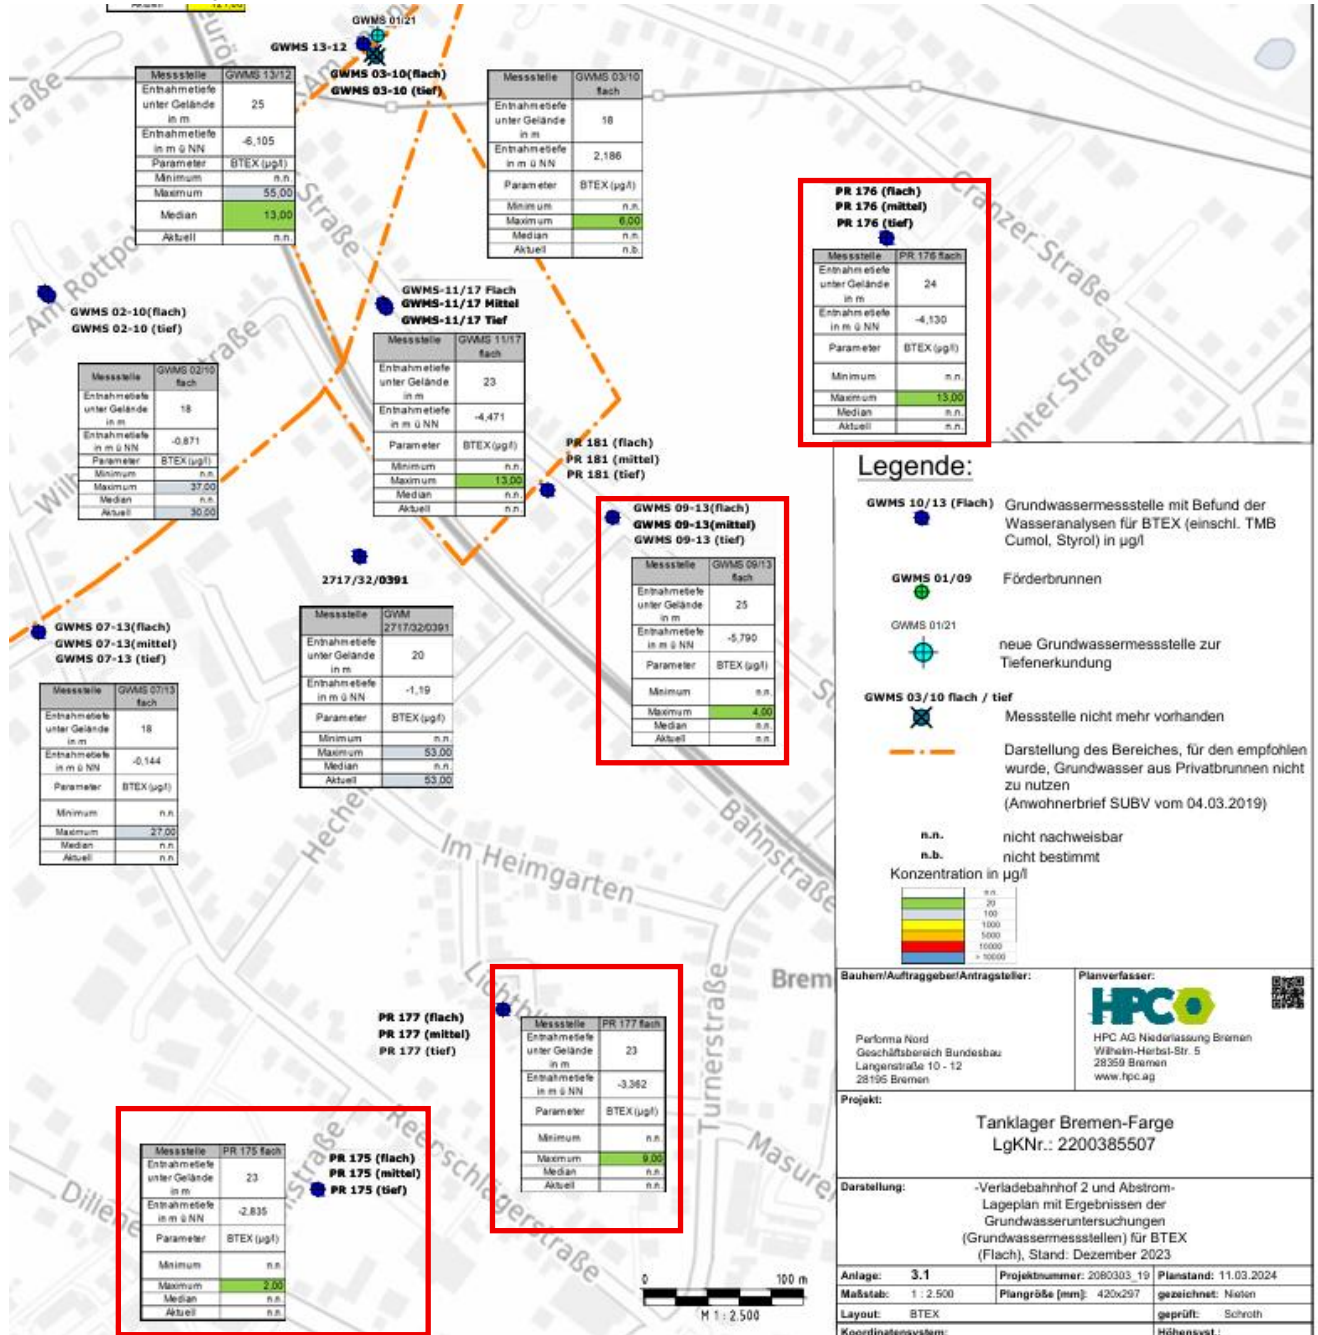 GWMS 01/21
GWMS 13-12
GWMS 03-10(flach)
GWMS 03-10 (tief)
Messstelle GWMS 13/12
Entnahmetiefe
unter Gelände
in m
25
Entnahmetiefe
in m ü NN
-6,105
Parameter BTEX (µg/l)
Minimum n.n.
Maximum 55,00
Median 13,00
Aktuell n.n.
Messstelle GWMS 03/10
flach
Entnahmetiefe
unter Gelände
in m
18
Entnahmetiefe
in m ü NN
2,186
Parameter BTEX (µg/l)
Minimum n.n.
Maximum 6,00
Median n.n.
Aktuell n.b.
PR 176 (flach)
PR 176 (mittel)
PR 176 (tief)
Messstelle PR 176 flach
Entnahmetiefe
unter Gelände
in m
24
Entnahmetiefe
in m ü NN
-4,130
Parameter BTEX (µg/l)
Minimum n.n.
Maximum 13,00
Median n.n.
Aktuell n.n.
Cranzer Straße
Straße
Am Rottpo
GWMS 02-10(flach)
GWMS 02-10 (tief)
Messstelle GWMS 02/10
flach
Entnahmetiefe
unter Gelände
in m
18
Entnahmetiefe
in m ü NN
-0,871
Parameter BTEX (µg/l)
Minimum n.n.
Maximum 37,00
Median n.n.
Aktuell 30,00
GWMS-11/17 Flach
GWMS-11/17 Mittel
GWMS-11/17 Tief
Messstelle GWMS 11/17
flach
Entnahmetiefe
unter Gelände
in m
23
Entnahmetiefe
in m ü NN
-4,471
Parameter BTEX (µg/l)
Minimum n.n.
Maximum 13,00
Median n.n.
Aktuell n.n.
PR 181 (flach)
PR 181 (mittel)
PR 181 (tief)
GWMS 09-13(flach)
GWMS 09-13(mittel)
GWMS 09-13 (tief)
Messstelle GWMS 09/13
flach
Entnahmetiefe
unter Gelände
in m
25
Entnahmetiefe
in m ü NN
-5,790
Parameter BTEX (µg/l)
Minimum n.n.
Maximum 4,00
Median n.n.
Aktuell n.n.
2717/32/0391
Messstelle GWM
2717/32/0391
Entnahmetiefe
unter Gelände
in m
20
Entnahmetiefe
in m ü NN
-1,19
Parameter BTEX (µg/l)
Minimum n.n.
Maximum 53,00
Median n.n.
Aktuell 53,00
GWMS 07-13(flach)
GWMS 07-13(mittel)
GWMS 07-13 (tief)
Messstelle GWMS 07/13
flach
Entnahmetiefe
unter Gelände
in m
18
Entnahmetiefe
in m ü NN
-0,144
Parameter BTEX (µg/l)
Minimum n.n.
Maximum 27,00
Median n.n.
Aktuell n.n.
Im Heimgarten
Bahnstraße
Turnerstraße
Reerschlägerstraße
Brem
PR 177 (flach)
PR 177 (mittel)
PR 177 (tief)
Messstelle PR 177 flach
Entnahmetiefe
unter Gelände
in m
23
Entnahmetiefe
in m ü NN
-3,362
Parameter BTEX (µg/l)
Minimum n.n.
Maximum 9,00
Median n.n.
Aktuell n.n.
PR 175 (flach)
PR 175 (mittel)
PR 175 (tief)
Messstelle PR 175 flach
Entnahmetiefe
unter Gelände
in m
23
Entnahmetiefe
in m ü NN
-2,835
Parameter BTEX (µg/l)
Minimum n.n.
Maximum 2,00
Median n.n.
Aktuell n.n.
0 100 m
M 1 : 2.500
Legende:
GWMS 10/13 (Flach) Grundwassermessstelle mit Befund der
Wasseranalysen für BTEX (einschl. TMB
Cumol, Styrol) in µg/l
GWMS 01/09 Förderbrunnen
GWMS 01/21
neue Grundwassermessstelle zur
Tiefenerkundung
GWMS 03/10 flach / tief
Messstelle nicht mehr vorhanden
Darstellung des Bereiches, für den empfohlen
wurde, Grundwasser aus Privatbrunnen nicht
zu nutzen
(Anwohnerbrief SUBV vom 04.03.2019)
n.n. nicht nachweisbar
n.b. nicht bestimmt
Konzentration in µg/l
n.n.
20
100
1000
5000
10000
> 10000
Bauherr/Auftraggeber/Antragsteller:
Performa Nord
Geschäftsbereich Bundesbau
Langenstraße 10 - 12
28195 Bremen
Planverfasser:
HPC
HPC AG Niederlassung Bremen
Wilhelm-Herbst-Str. 5
28359 Bremen
www.hpc.ag
Projekt:
Tanklager Bremen-Farge
LgKNr.: 2200385507
Darstellung: -Verladebahnhof 2 und Abstrom-
Lageplan mit Ergebnissen der
Grundwasseruntersuchungen
(Grundwassermessstellen) für BTEX
(Flach), Stand: Dezember 2023
Anlage: 3.1 Projektnummer: 2080303_19 Planstand: 11.03.2024
Maßstab: 1 : 2.500 Plangröße [mm]: 420x297 gezeichnet: Nielen
Layout: BTEX geprüft: Schroth
Koordinatensystem: Höhensyst.: